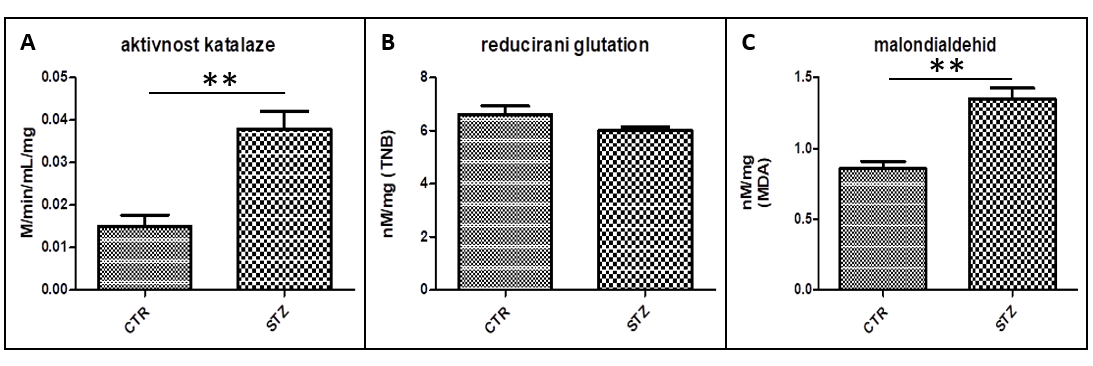 A
aktivnost katalaze
**
M/min/mL/mg
0.05
0.04
0.03
0.02
0.01
0.00
CTR
STZ
B
reducirani glutation
nM/mg (TNB)
8
6
4
2
0
CTR
STZ
C
malondialdehid
**
nM/mg
(MDA)
1.5
1.0
0.5
0.0
CTR
STZ